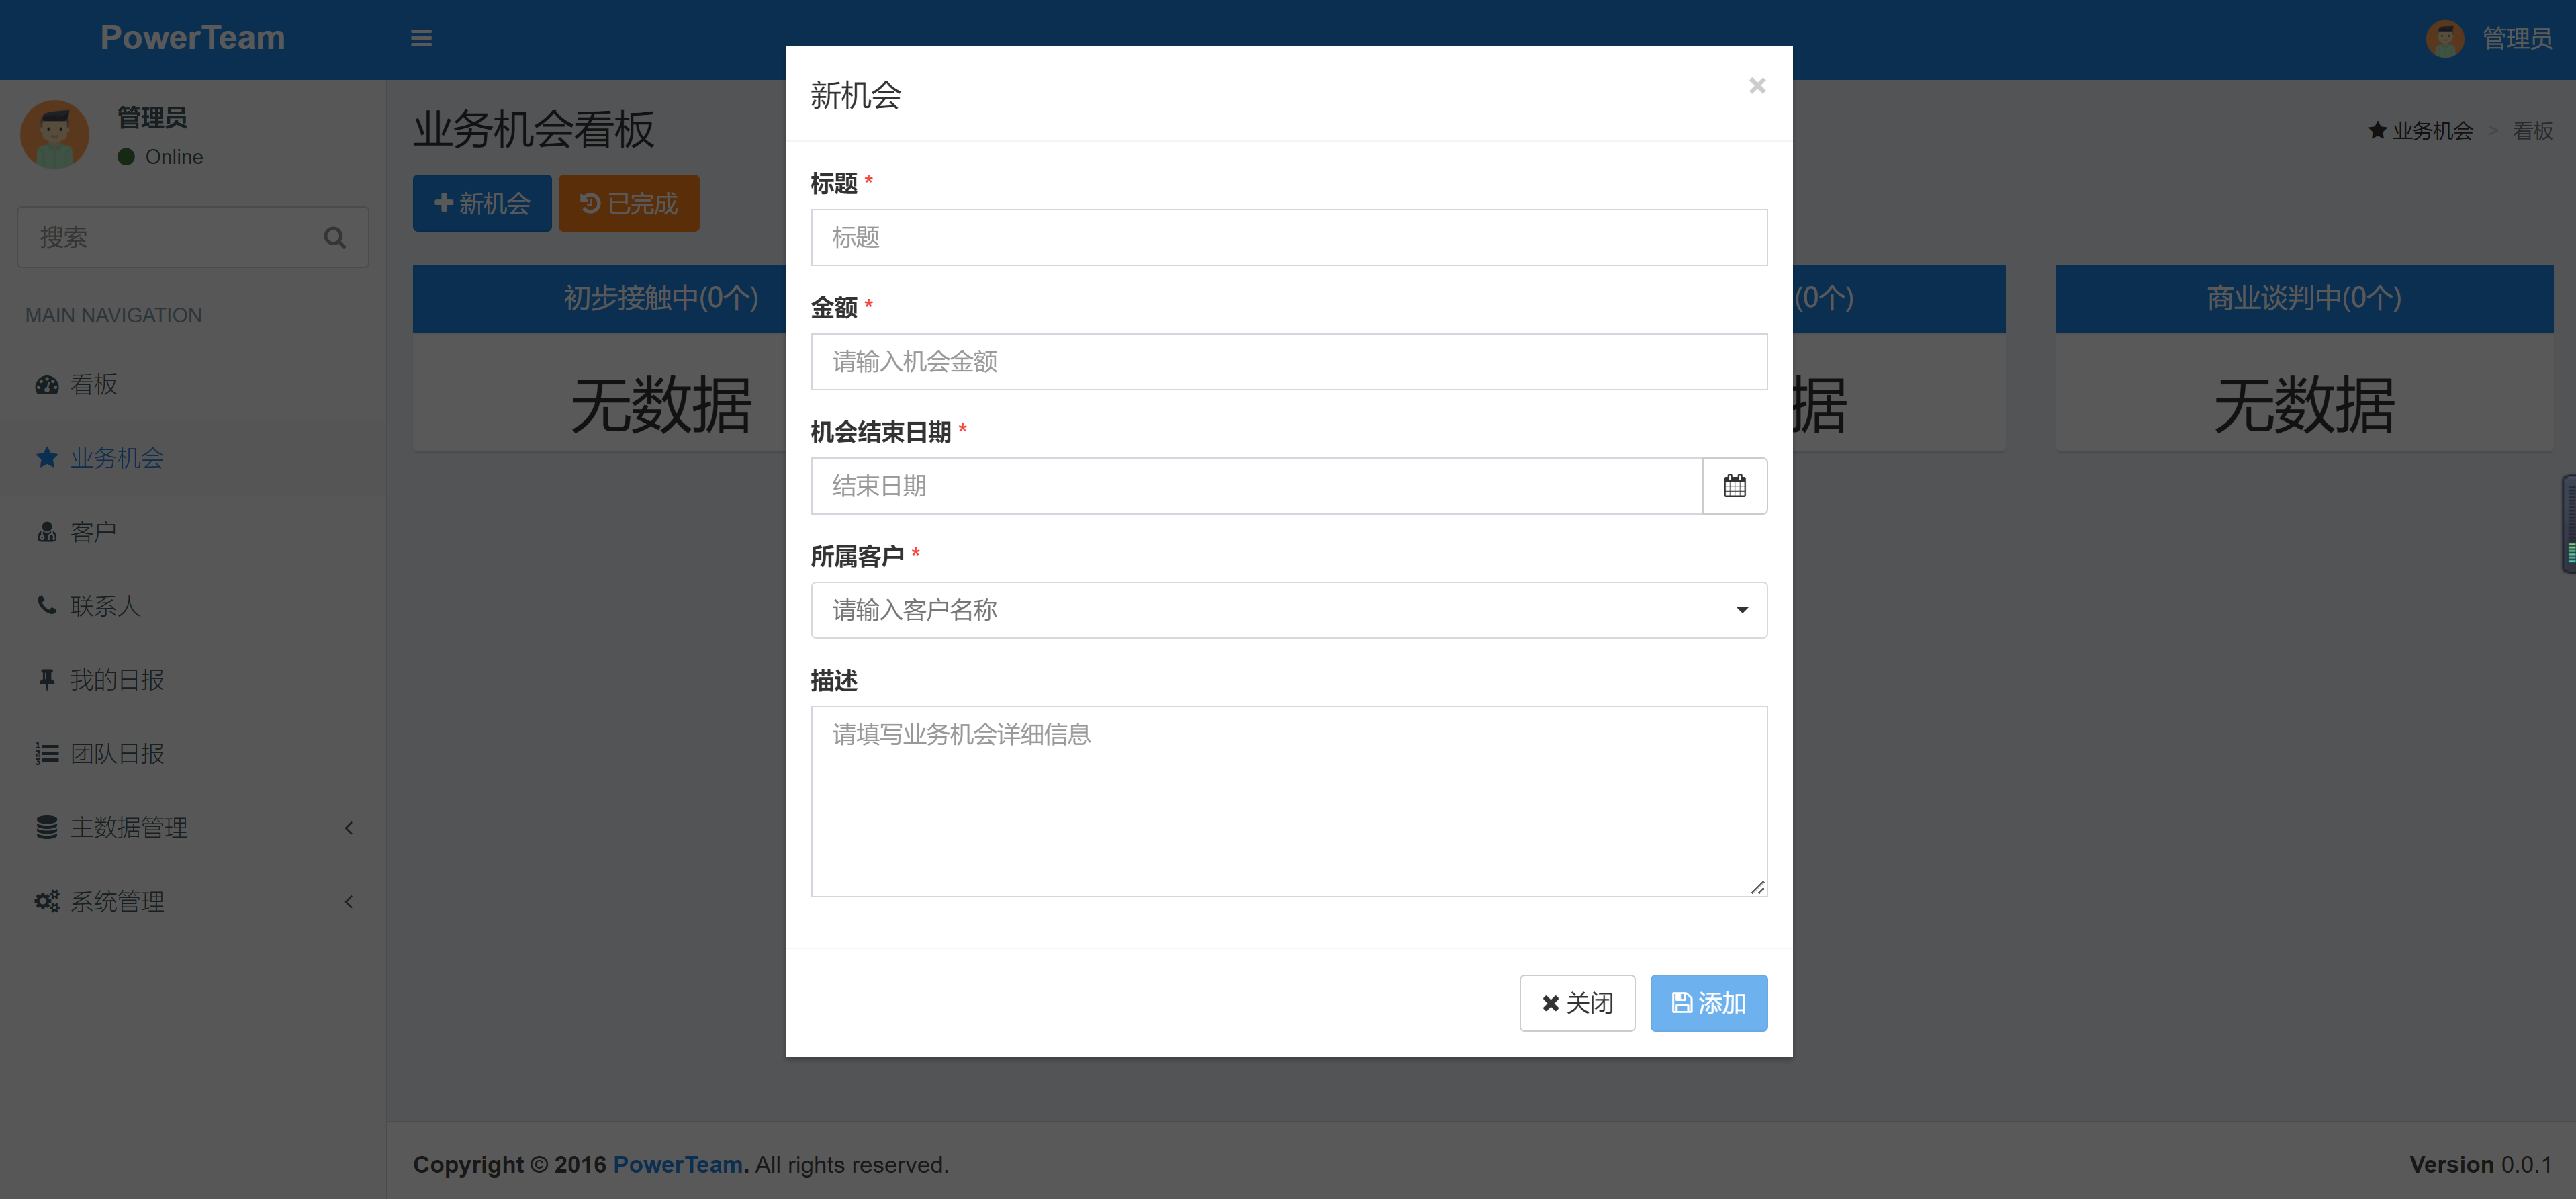 PowerTeam
管理员
管理员
Online
搜索
MAIN NAVIGATION
看板
业务机会
客户
联系人
我的日报
团队日报
主数据管理
系统管理
业务机会看板
业务机会 > 看板
新机会
已完成
初步接触中(0个)
无数据
(0个)
据
商业谈判中(0个)
无数据
新机会
×
标题 *
标题
金额 *
请输入机会金额
机会结束日期 *
结束日期
所属客户 *
请输入客户名称
描述
请填写业务机会详细信息
关闭
添加
Copyright © 2016 PowerTeam. All rights reserved.
Version 0.0.1